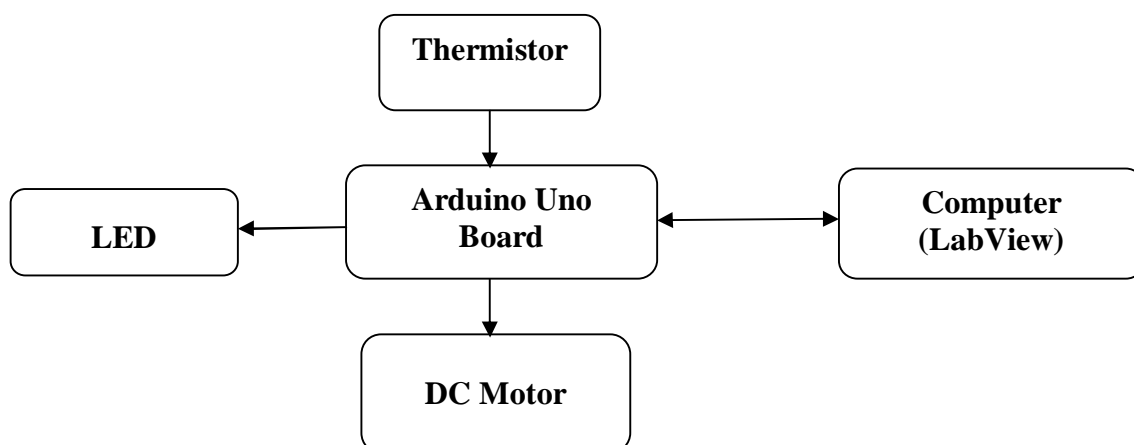 Thermistor
Arduino Uno
Board
LED
Computer
(LabView)
DC Motor